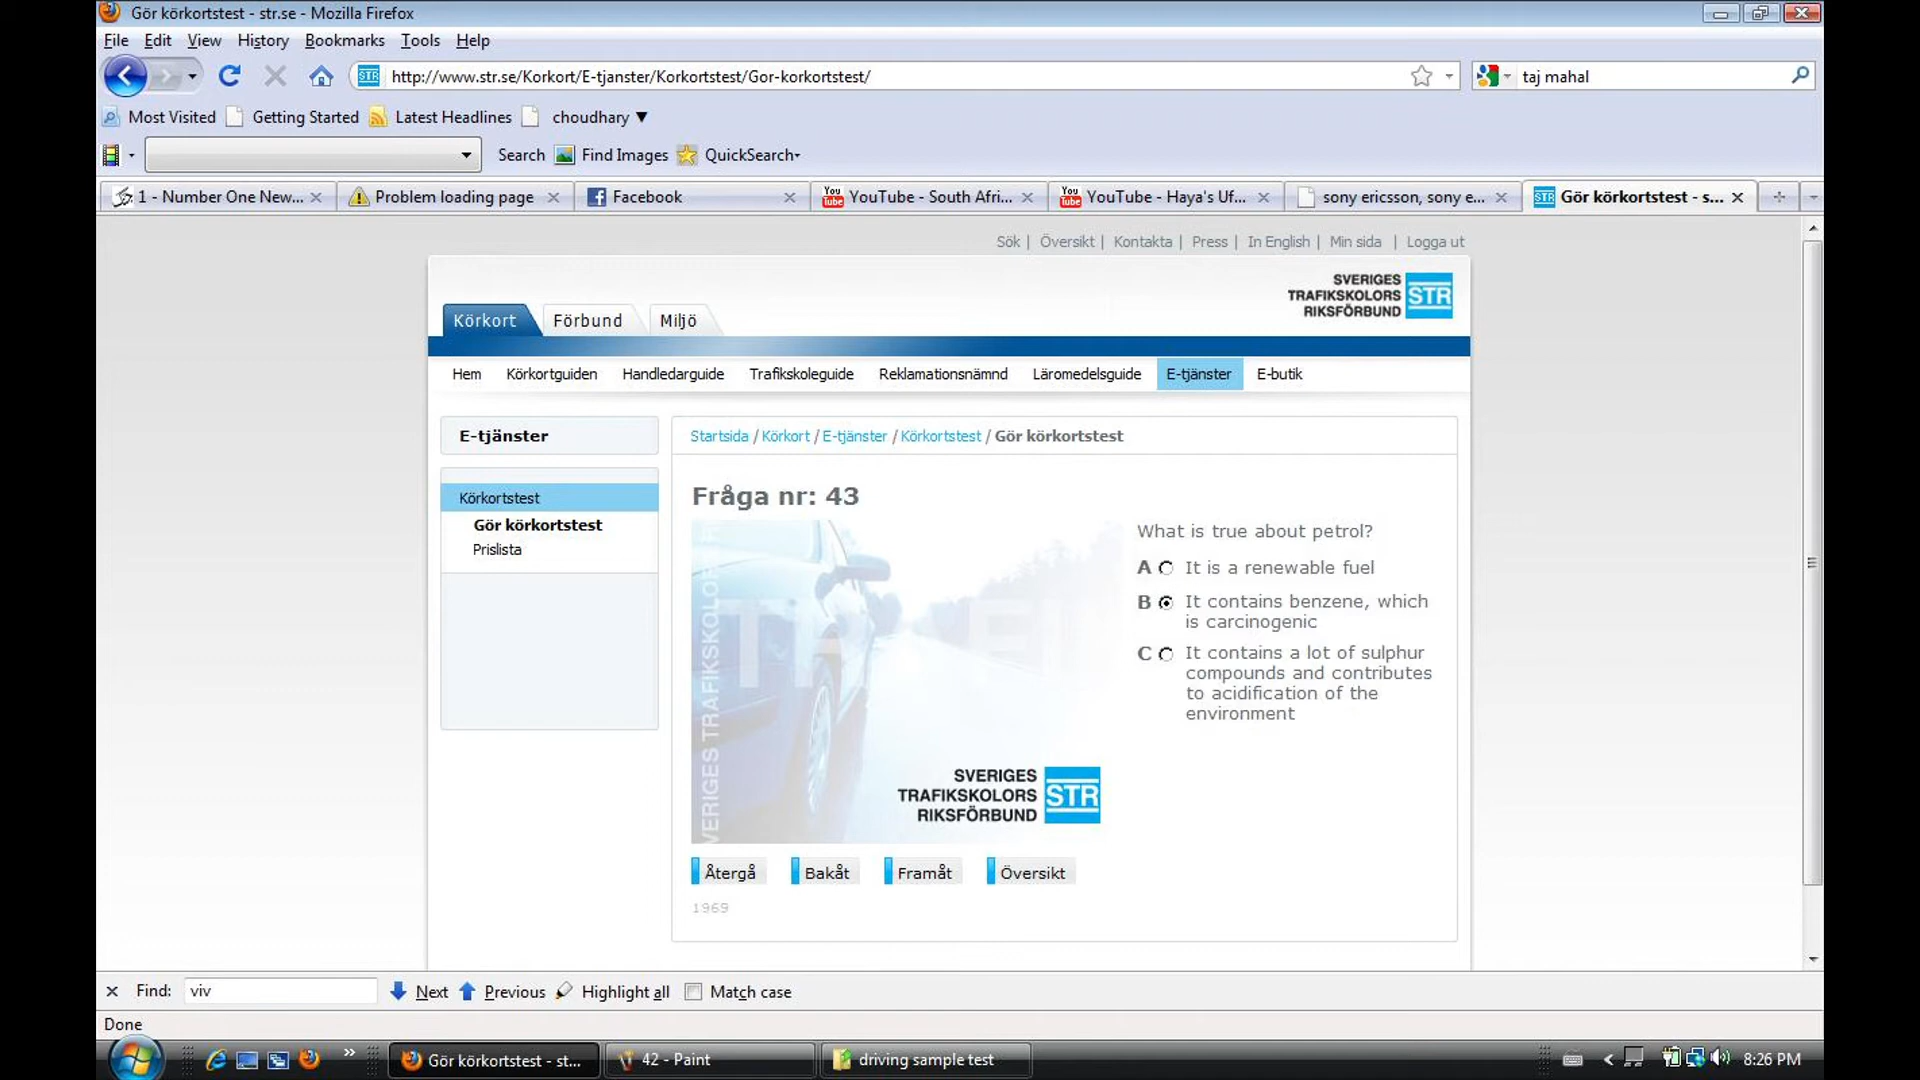 Gör körkortstest - str.se - Mozilla Firefox
File Edit View History Bookmarks Tools Help
http://www.str.se/Korkort/E-tjanster/Korkortstest/Gor-korkortstest/
taj mahal
Most Visited Getting Started Latest Headlines choudhary
Search Find Images QuickSearch
1 - Number One New... Problem loading page Facebook YouTube - South Afri... YouTube - Haya's Uf... sony ericsson, sony e... Gör körkortstest - s...
Sök | Översikt | Kontakta | Press | In English | Min sida | Logga ut
SVERIGES
TRAFIKSKOLORS
RIKSFÖRBUND
STR
Körkort Förbund Miljö
Hem Körkortguiden Handledarguide Trafikskoleguide Reklamationsnämnd Läromedelsguide E-tjänster E-butik
E-tjänster
Startsida / Körkort / E-tjänster / Körkortstest / Gör körkortstest
Körkortstest
Gör körkortstest
Prislista
Fråga nr: 43
What is true about petrol?
A It is a renewable fuel
B It contains benzene, which
is carcinogenic
C It contains a lot of sulphur
compounds and contributes
to acidification of the
environment
SVERIGES
TRAFIKSKOLORS
RIKSFÖRBUND
STR
Återgå Bakåt Framåt Översikt
1969
Find: viv Next Previous Highlight all Match case
Done
Gör körkortstest - st... 42 - Paint driving sample test 8:26 PM